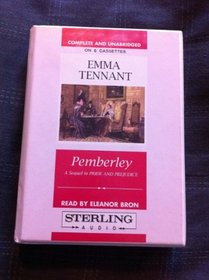 COMPLETE AND UNABRIDGED
ON 6 CASSETTES
EMMA
TENNANT
Pemberley
A Sequel to PRIDE AND PREJUDICE
READ BY ELEANOR BRON
STERLING
AUDIO